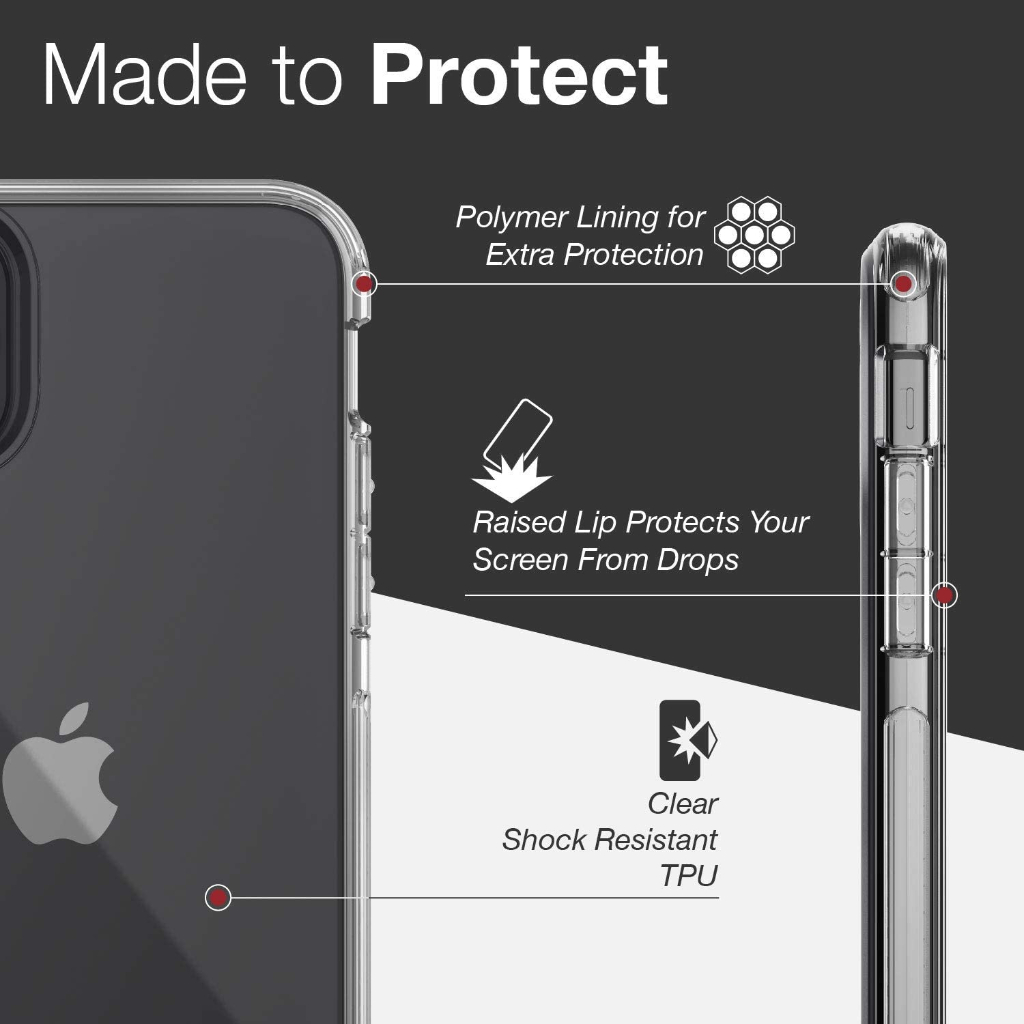 Made to Protect
Polymer Lining for
Extra Protection
Raised Lip Protects Your
Screen From Drops
Clear
Shock Resistant
TPU